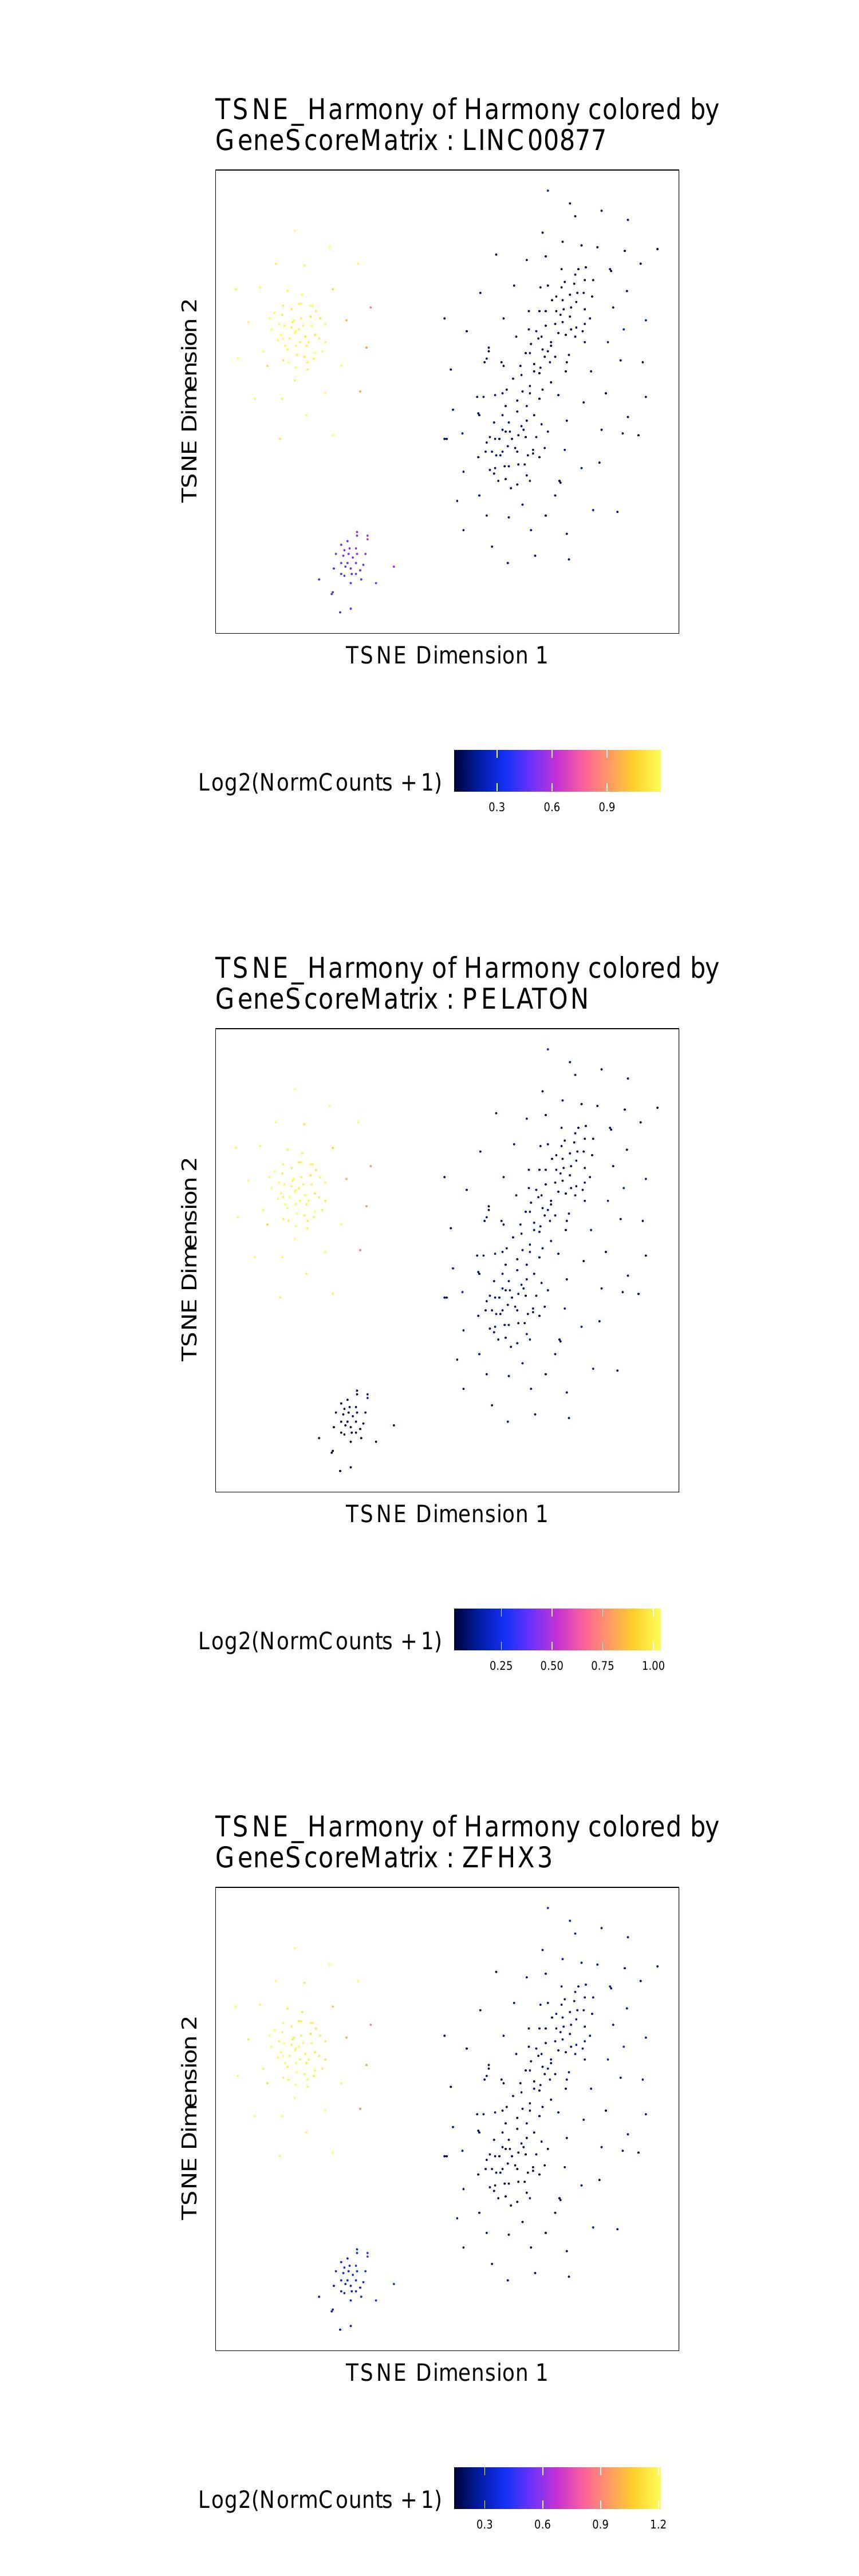 TSNE_Harmony of Harmony colored by
GeneScoreMatrix : LINC00877
TSNE Dimension 2
TSNE Dimension 1
Log2(NormCounts +1)
0.3 0.6 0.9
TSNE_Harmony of Harmony colored by
GeneScoreMatrix : PELATON
TSNE Dimension 2
TSNE Dimension 1
Log2(NormCounts +1)
0.25 0.50 0.75 1.00
TSNE_Harmony of Harmony colored by
GeneScoreMatrix : ZFHX3
TSNE Dimension 2
TSNE Dimension 1
Log2(NormCounts +1)
0.3 0.6 0.9 1.2